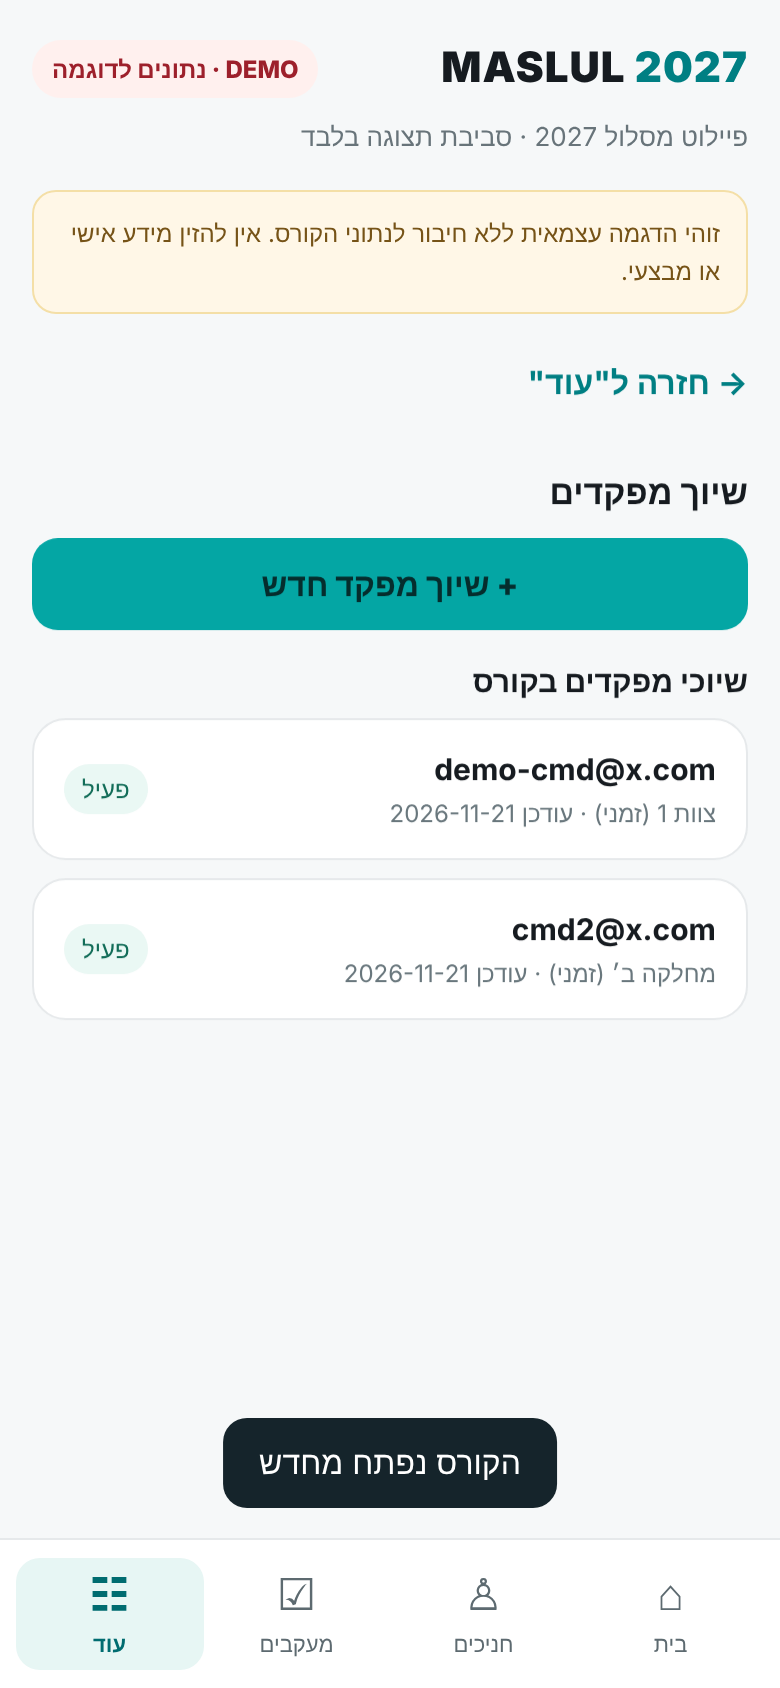 MASLUL 2027
DEMO · נתונים לדוגמה
פיילוט מסלול 2027 · סביבת תצוגה בלבד
זוהי הדגמה עצמאית ללא חיבור לנתוני הקורס. אין להזין מידע אישי
או מבצעי.
→ חזרה ל"עוד"
שיוך מפקדים
+ שיוך מפקד חדש
שיוכי מפקדים בקורס
demo-cmd@x.com
צוות 1 (זמני) · עודכן 2026-11-21
פעיל
cmd2@x.com
מחלקה ב׳ (זמני) · עודכן 2026-11-21
פעיל
הקורס נפתח מחדש
בית
חניכים
מעקבים
עוד